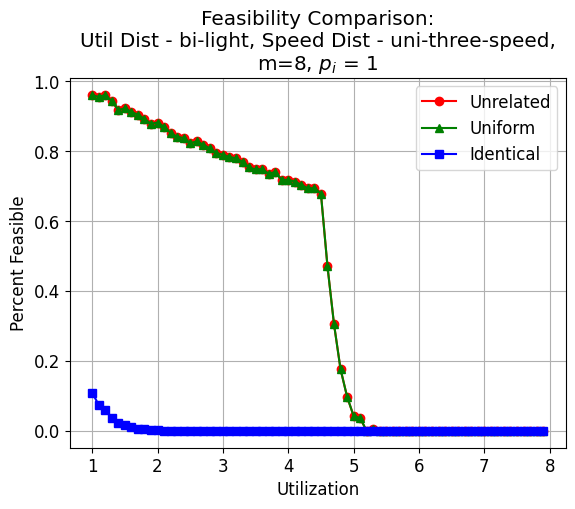 Feasibility Comparison:
Util Dist - bi-light, Speed Dist - uni-three-speed,
m=8, pᵢ = 1
Unrelated
Uniform
Identical
Percent Feasible
1.0
0.8
0.6
0.4
0.2
0.0
1 2 3 4 5 6 7 8
Utilization